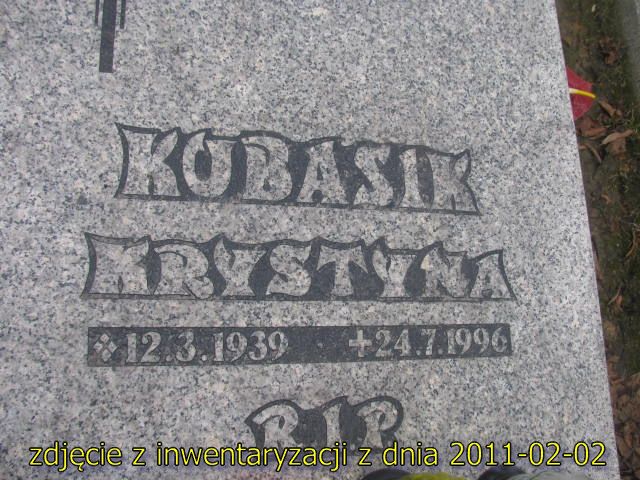 KUBASIK
KRYSTYNA
❖12.3.1939 ✝24.7.1996
RIP
zdjęcie z inwentaryzacji z dnia 2011-02-02